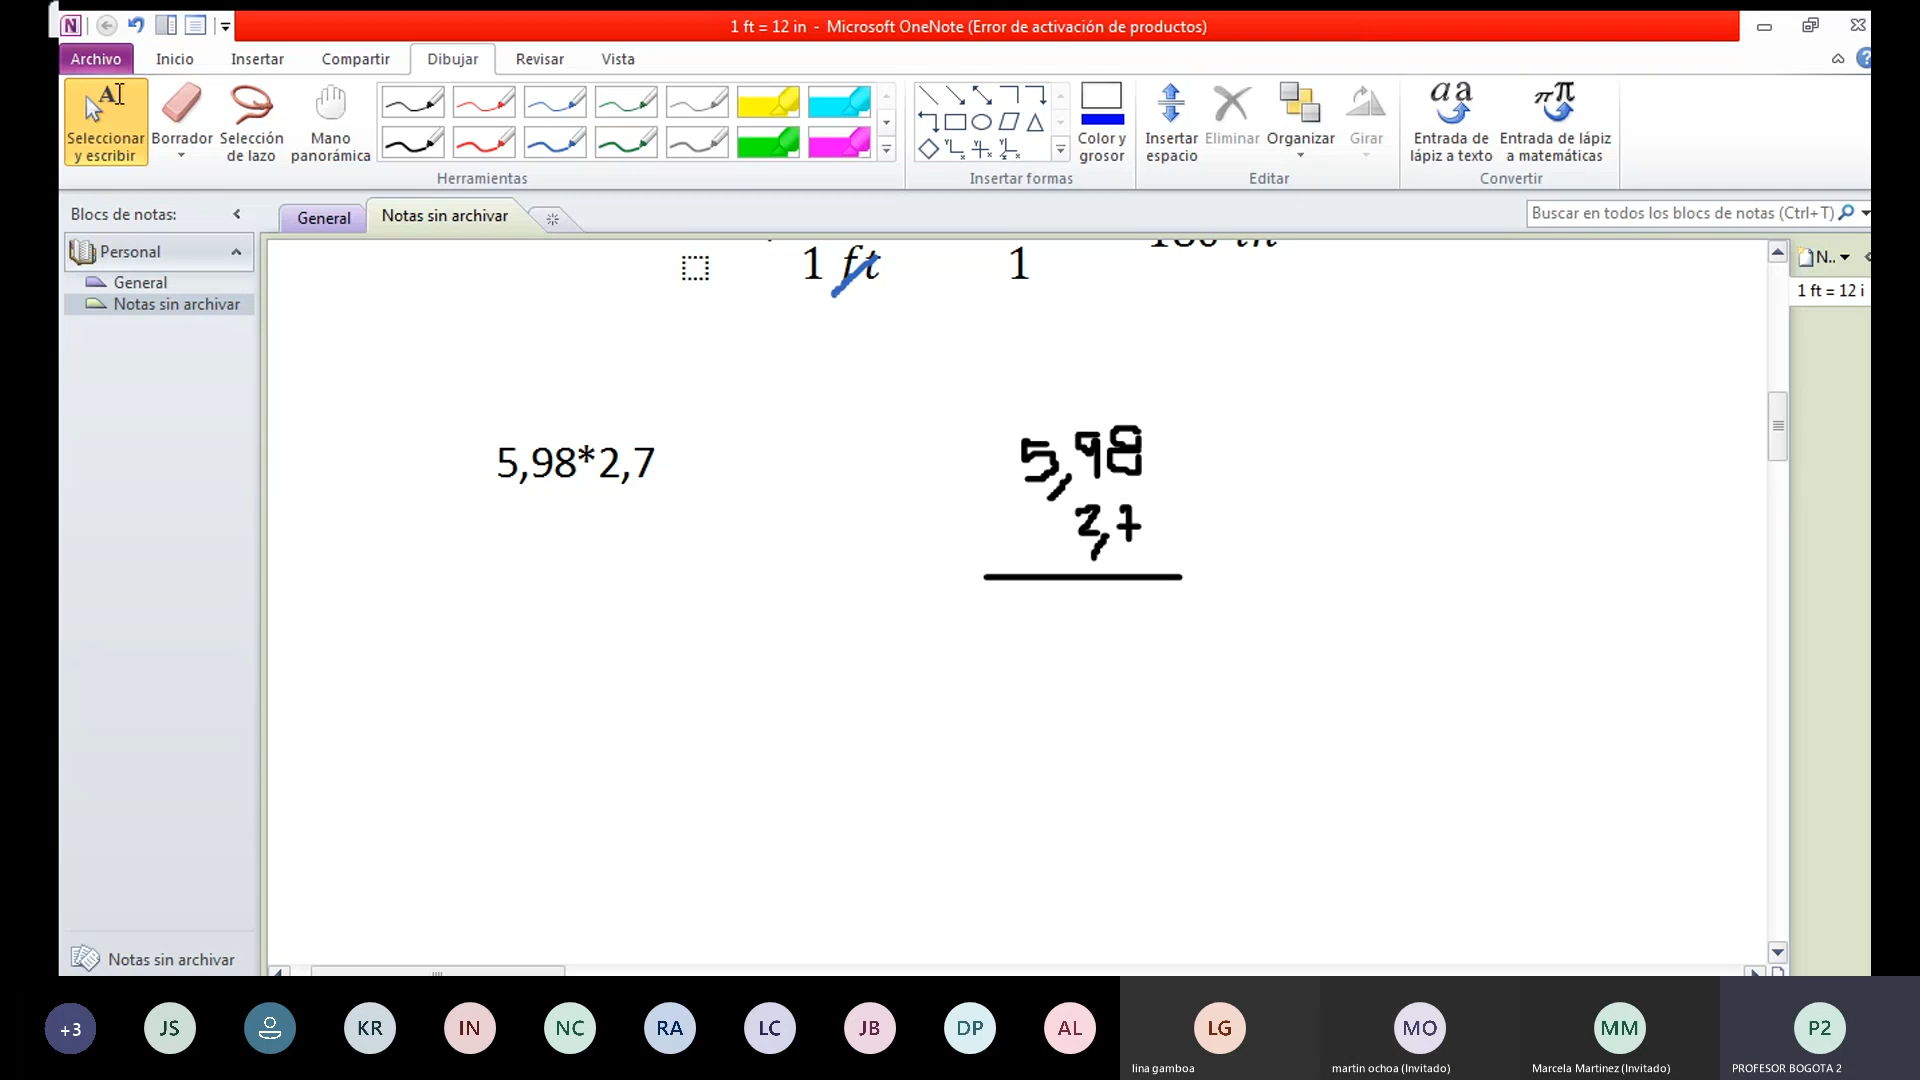 1 ft = 12 in - Microsoft OneNote (Error de activación de productos)
Archivo Inicio Insertar Compartir Dibujar Revisar Vista
Seleccionar y escribir
Borrador
Selección de lazo
Mano panorámica
Color y grosor
Insertar espacio
Eliminar
Organizar
Girar
Entrada de lápiz a texto
Entrada de lápiz a matemáticas
Herramientas Insertar formas Editar Convertir
Blocs de notas:
General Notas sin archivar
Buscar en todos los blocs de notas (Ctrl+T)
Personal
General
Notas sin archivar
N..
1 ft = 12 i
1 ft 1
5,98*2,7
5,98
2,7
Notas sin archivar
+3 JS KR IN NC RA LC JB DP AL LG MO MM P2
lina gamboa martin ochoa (Invitado) Marcela Martinez (Invitado) PROFESOR BOGOTA 2